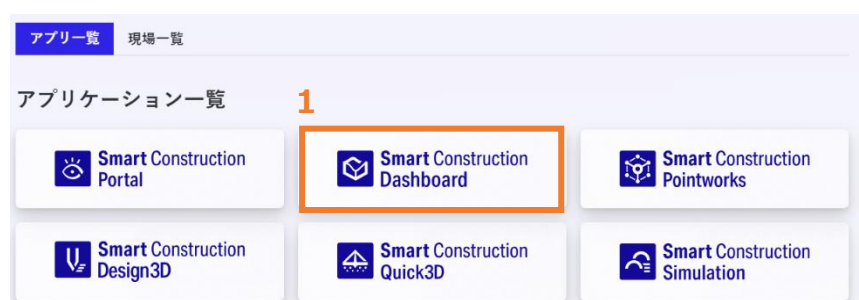 アプリ一覧 現場一覧
アプリケーション一覧
1
Smart Construction
Portal
Smart Construction
Dashboard
Smart Construction
Pointworks
Smart Construction
Design3D
Smart Construction
Quick3D
Smart Construction
Simulation